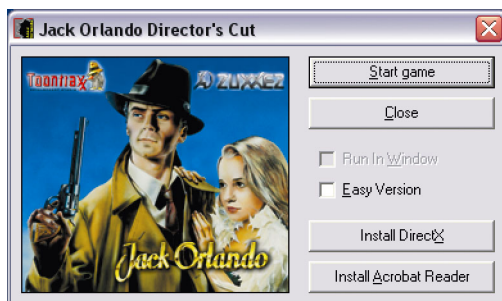 Jack Orlando Director's Cut
Toontraxx
ZUXXEZ
Jack Orlando
Start game
Close
Run In Window
Easy Version
Install DirectX
Install Acrobat Reader